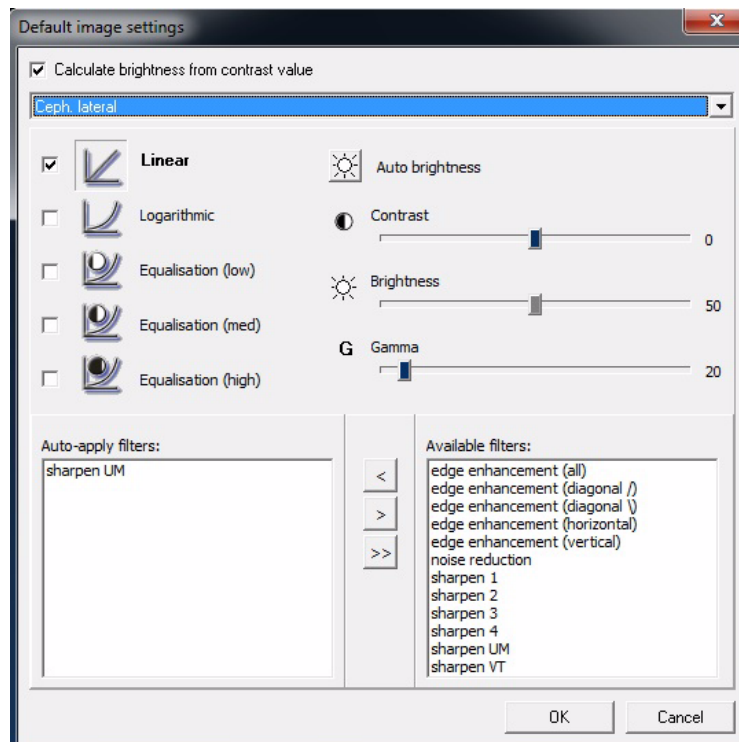 Default image settings
Calculate brightness from contrast value
Ceph. lateral
Linear
Auto brightness
Logarithmic
Contrast
0
Equalisation (low)
Brightness
50
Equalisation (med)
G Gamma
20
Equalisation (high)
Auto-apply filters:
sharpen UM
<
>
>>
Available filters:
edge enhancement (all)
edge enhancement (diagonal /)
edge enhancement (diagonal \)
edge enhancement (horizontal)
edge enhancement (vertical)
noise reduction
sharpen 1
sharpen 2
sharpen 3
sharpen 4
sharpen UM
sharpen VT
OK
Cancel